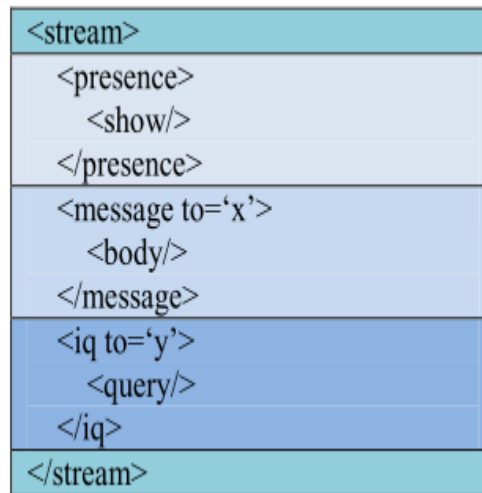 <stream>
<presence>
<show/>
</presence>
<message to=‘x’>
<body/>
</message>
<iq to=‘y’>
<query/>
</iq>
</stream>